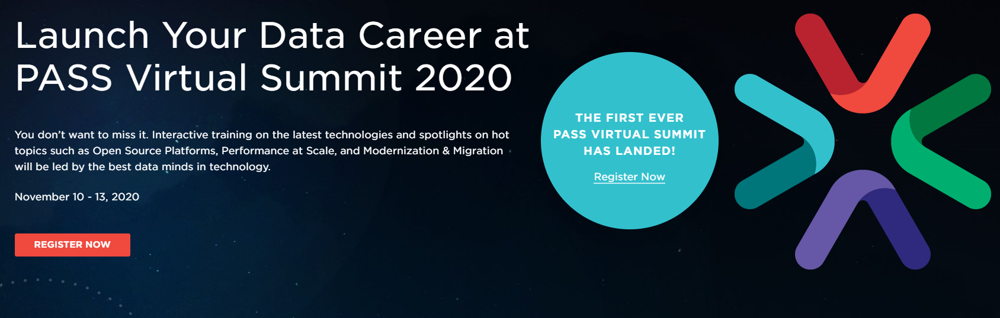 Launch Your Data Career at
PASS Virtual Summit 2020
You don’t want to miss it. Interactive training on the latest technologies and spotlights on hot
topics such as Open Source Platforms, Performance at Scale, and Modernization & Migration
will be led by the best data minds in technology.
November 10 - 13, 2020
REGISTER NOW
THE FIRST EVER
PASS VIRTUAL SUMMIT
HAS LANDED!
Register Now